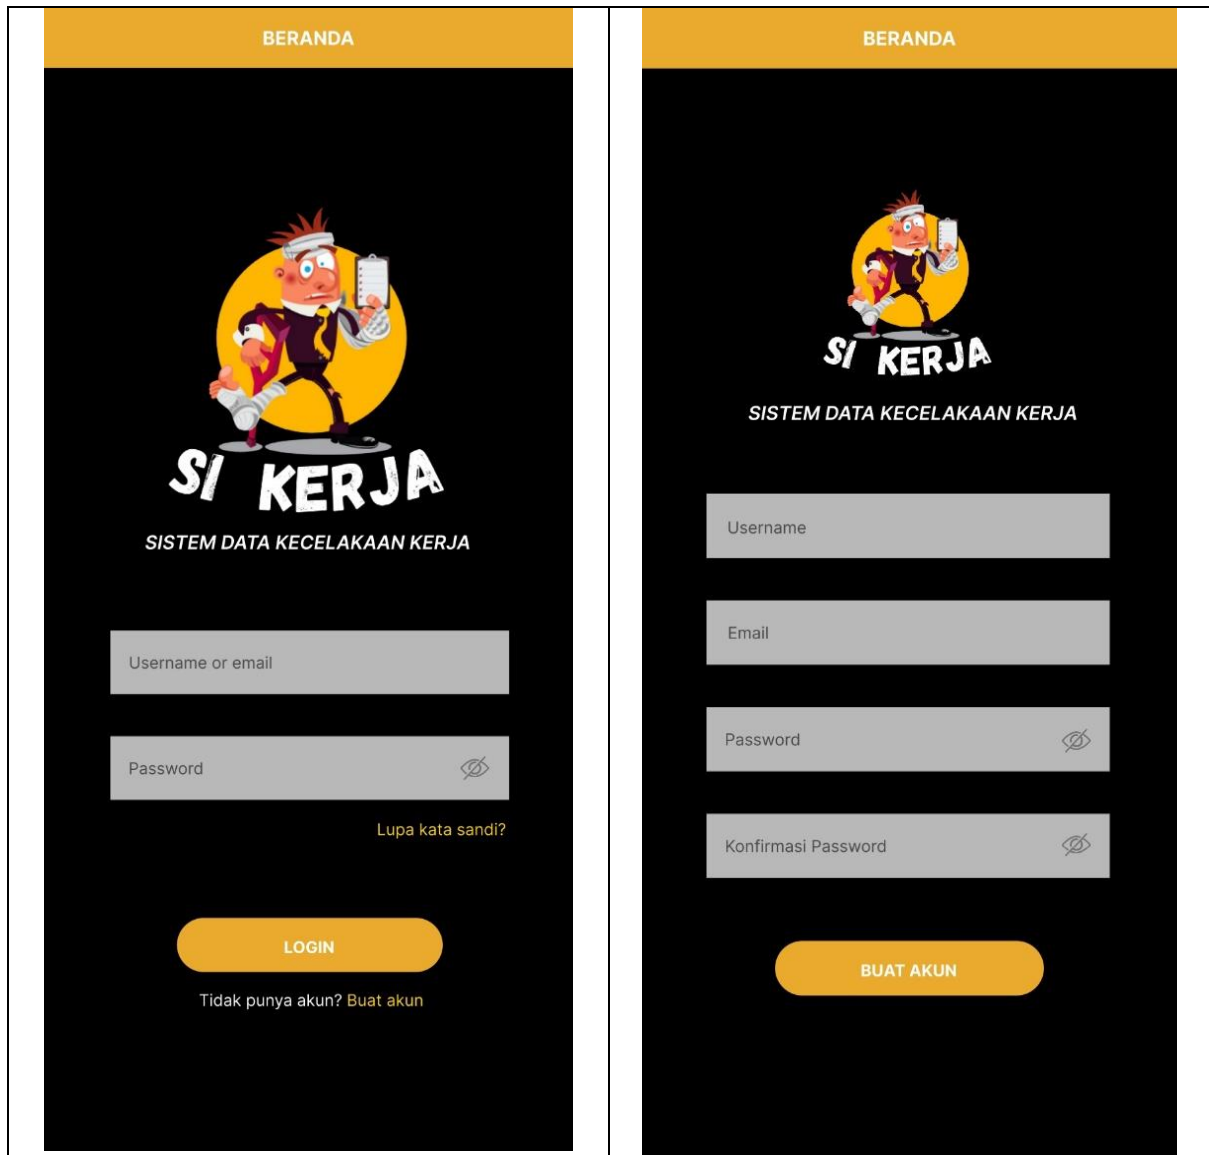 BERANDA
SI KERJA
SISTEM DATA KECELAKAAN KERJA
Username or email
Password
Lupa kata sandi?
LOGIN
Tidak punya akun? Buat akun
BERANDA
SI KERJA
SISTEM DATA KECELAKAAN KERJA
Username
Email
Password
Konfirmasi Password
BUAT AKUN